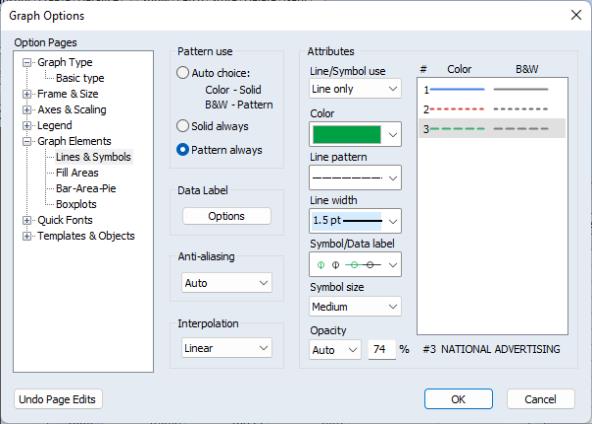 Graph Options
Option Pages
Graph Type
Basic type
Frame & Size
Axes & Scaling
Legend
Graph Elements
Lines & Symbols
Fill Areas
Bar-Area-Pie
Boxplots
Quick Fonts
Templates & Objects
Pattern use
Auto choice:
Color - Solid
B&W - Pattern
Solid always
Pattern always
Data Label
Options
Anti-aliasing
Auto
Interpolation
Linear
Attributes
Line/Symbol use
Line only
Color
Line pattern
Line width
1.5 pt
Symbol/Data label
Symbol size
Medium
Opacity
Auto 74 %
# Color B&W
1
2
3
#3 NATIONAL ADVERTISING
Undo Page Edits
OK
Cancel